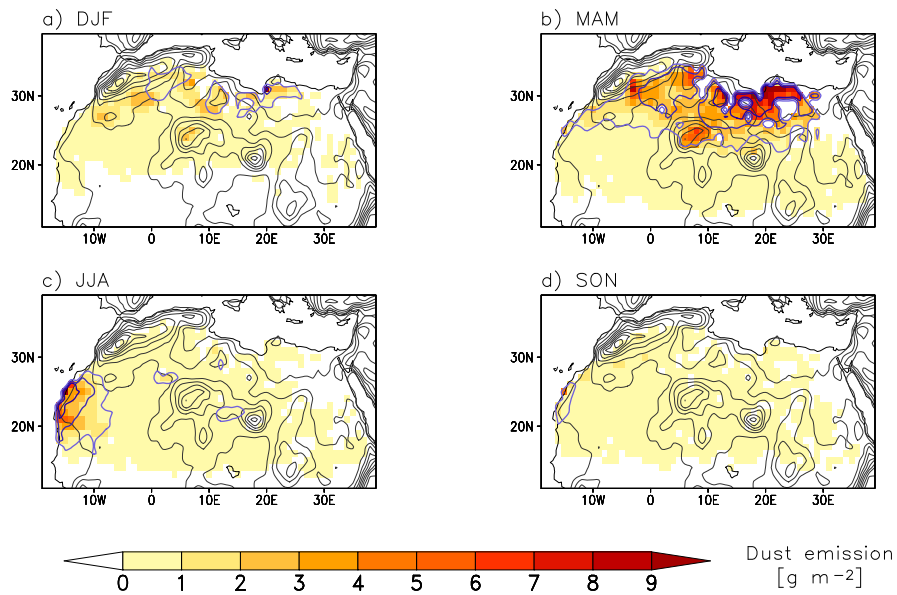 a) DJF
b) MAM
30N
20N
10W 0 10E 20E 30E
30N
20N
10W 0 10E 20E 30E
c) JJA
d) SON
30N
20N
10W 0 10E 20E 30E
30N
20N
10W 0 10E 20E 30E
0 1 2 3 4 5 6 7 8 9
Dust emission
[g m⁻²]